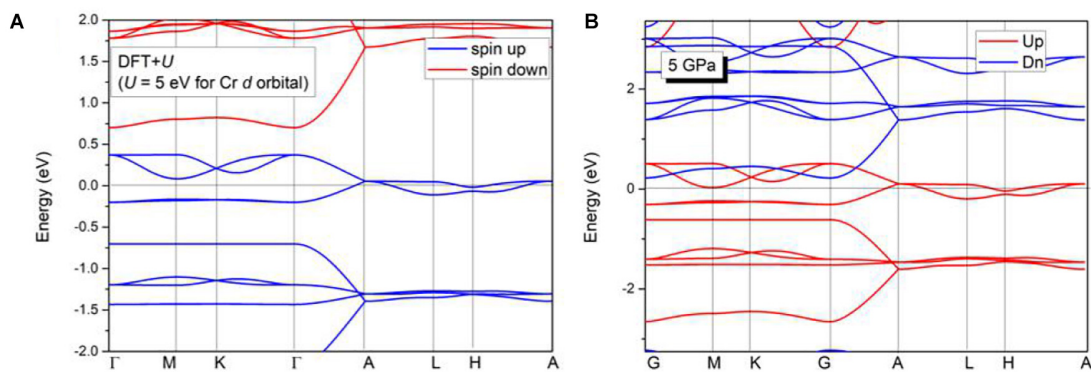 A
B
2.0
1.5
1.0
0.5
0.0
-0.5
-1.0
-1.5
-2.0
Energy (eV)
DFT+U
(U = 5 eV for Cr d orbital)
spin up
spin down
Γ M K Γ A L H A
2
0
-2
Energy (eV)
5 GPa
Up
Dn
G M K G A L H A